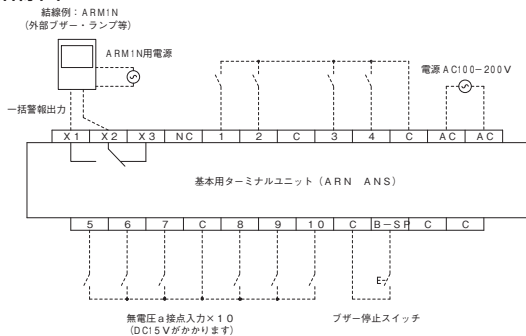 結線例：ARM1N
（外部ブザー・ランプ等）
ARM1N用電源
電源 AC100-200V
一括警報出力
X1 X2 X3 NC 1 2 C 3 4 C AC AC
基本用ターミナルユニット（ARN ANS）
5 6 7 C 8 9 10 C B-SP C C
E
無電圧a接点入力×10
（DC15Vがかかります）
ブザー停止スイッチ